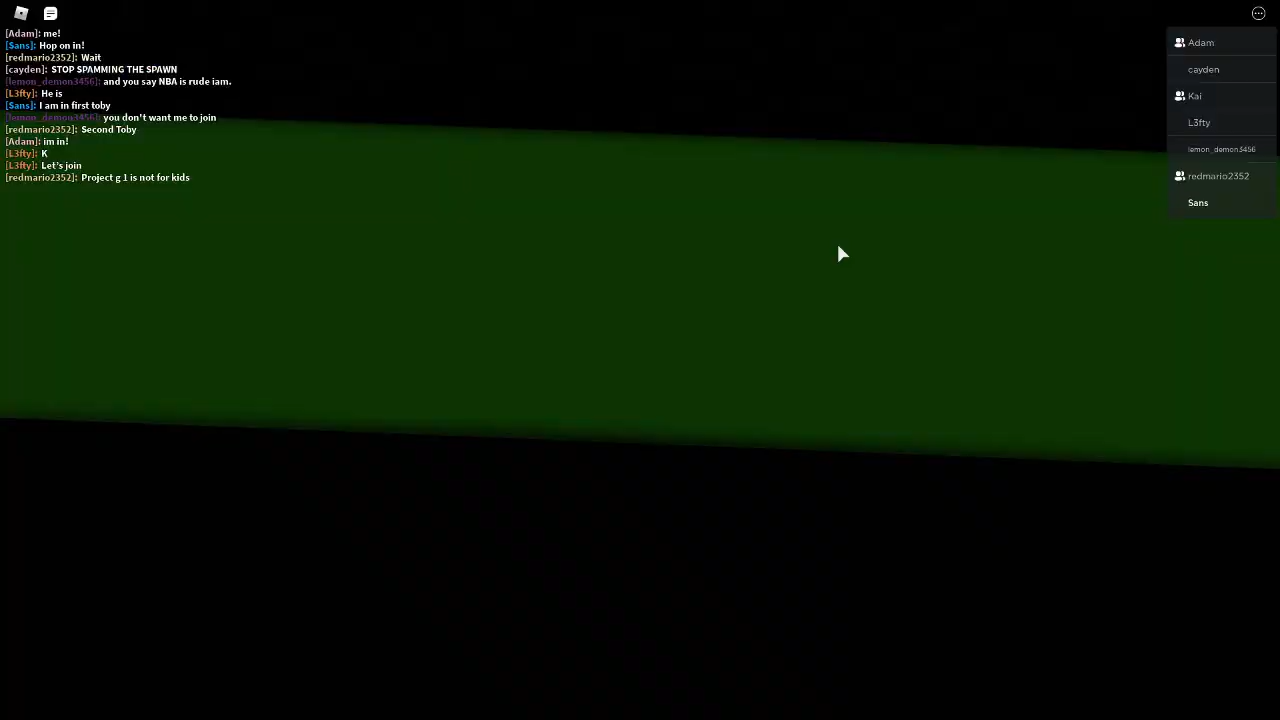 [Adam]: me!
[Sans]: Hop on in!
[redmario2352]: Wait
[cayden]: STOP SPAMMING THE SPAWN
[lemon_demon3456]: and you say NBA is rude iam.
[L3fty]: He is
[Sans]: I am in first toby
[lemon_demon3456]: you don't want me to join
[redmario2352]: Second Toby
[Adam]: im in!
[L3fty]: K
[L3fty]: Let's join
[redmario2352]: Project g 1 is not for kids
Adam
cayden
Kai
L3fty
lemon_demon3456
redmario2352
Sans